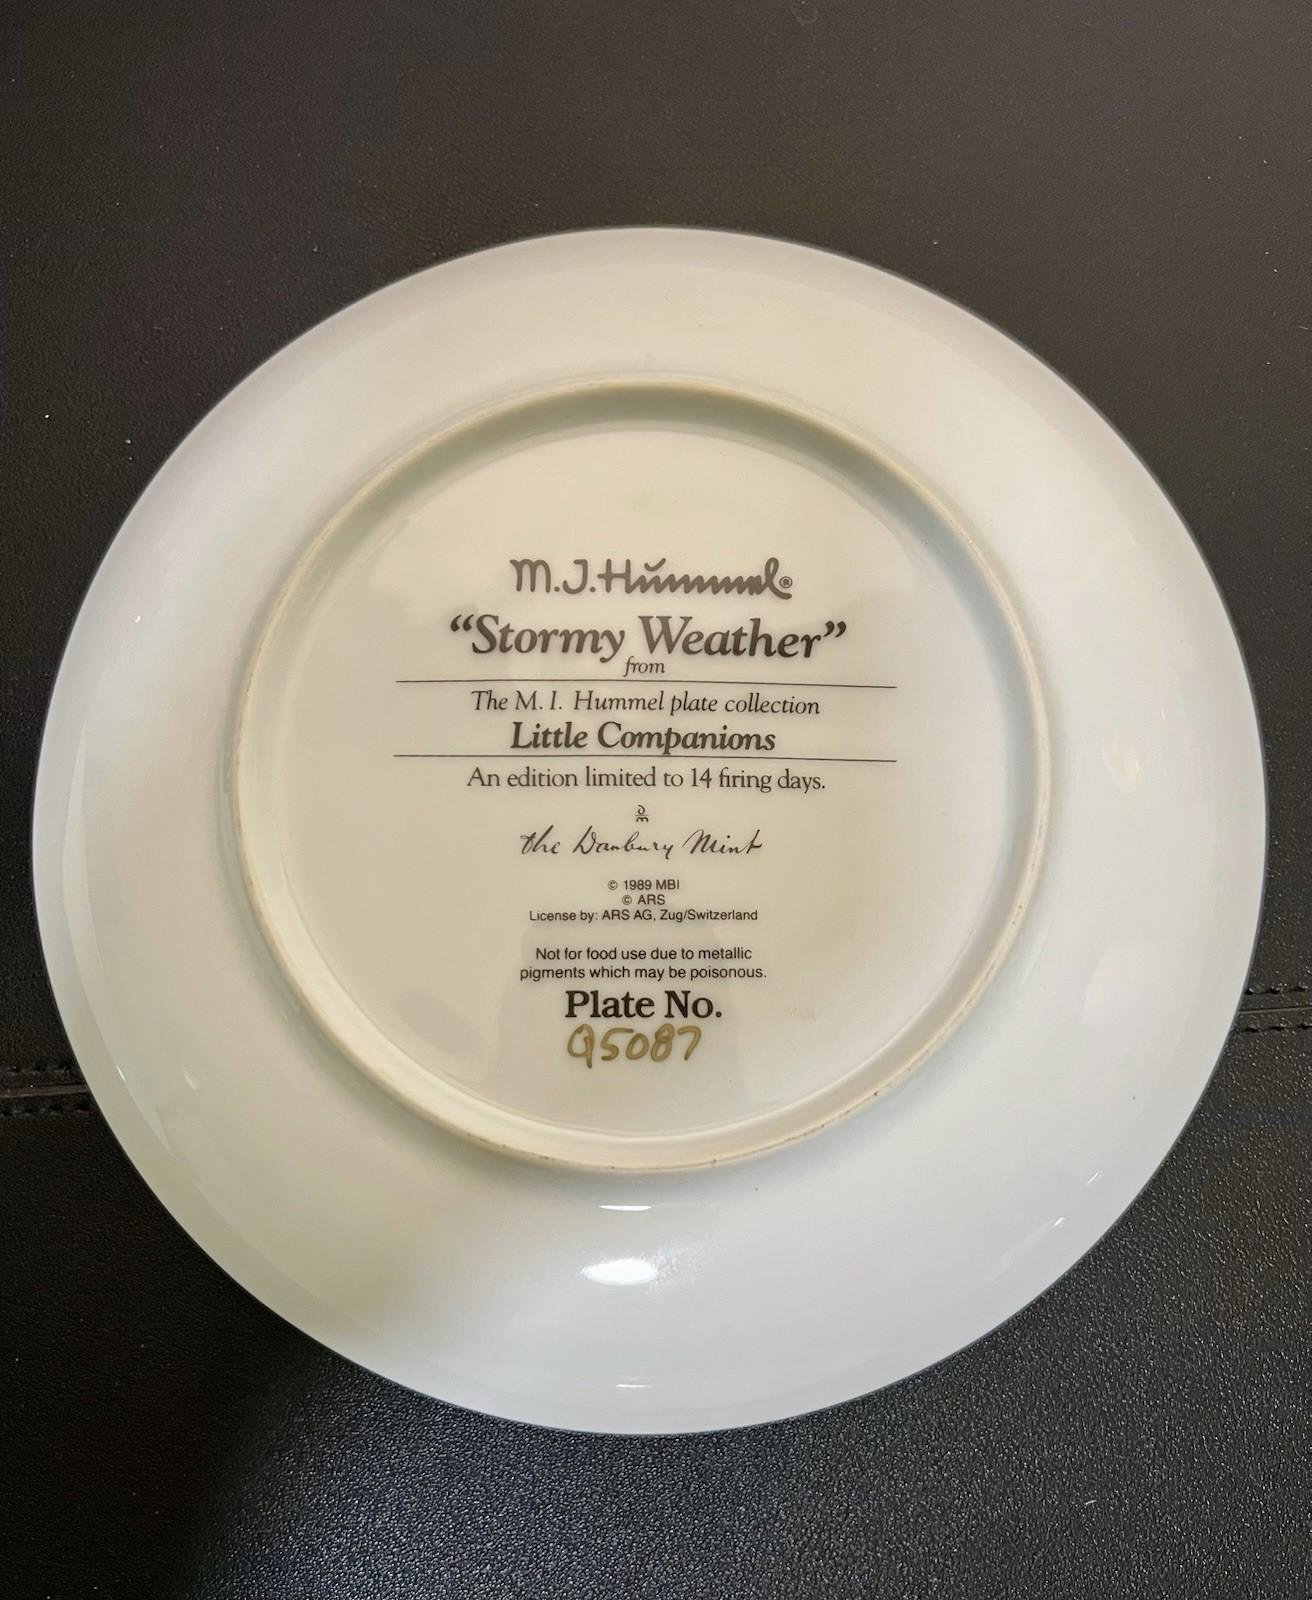 M.J.Hummel®
“Stormy Weather”
from
The M. I. Hummel plate collection
Little Companions
An edition limited to 14 firing days.
The Danbury Mint
© 1989 MBI
© ARS
License by: ARS AG, Zug/Switzerland
Not for food use due to metallic
pigments which may be poisonous.
Plate No.
Q5087